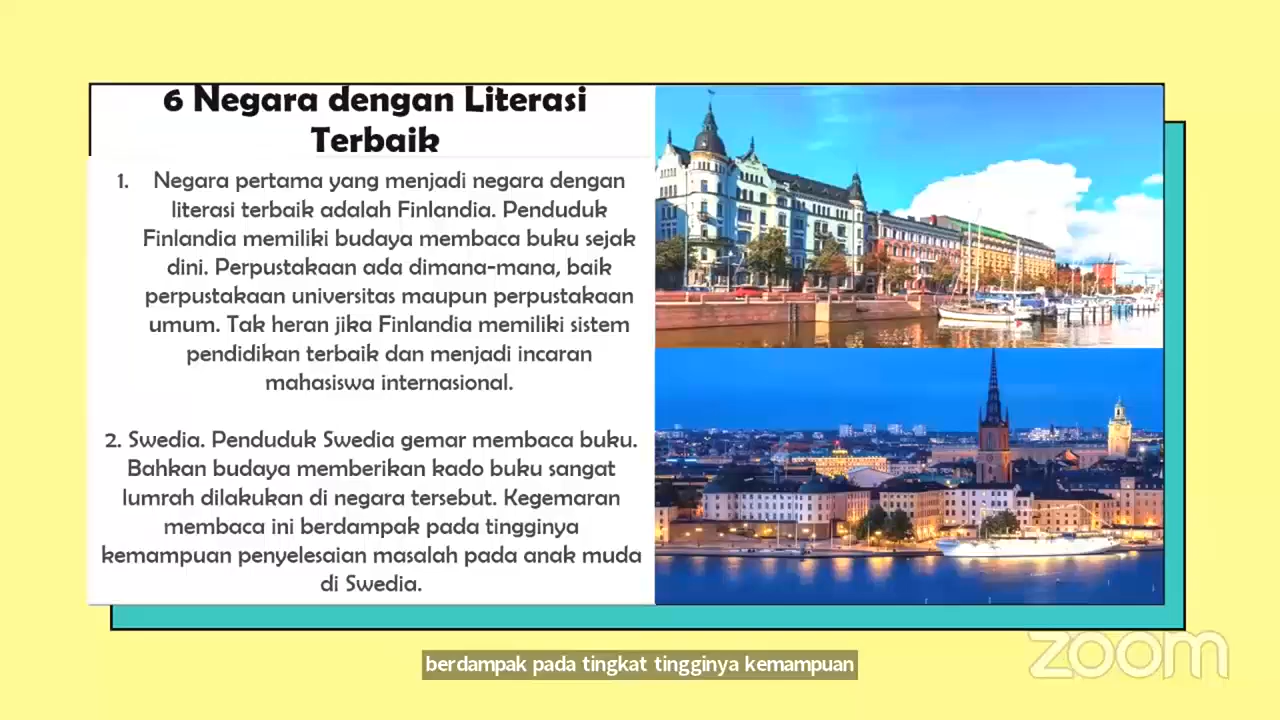 6 Negara dengan Literasi
Terbaik
1. Negara pertama yang menjadi negara dengan
literasi terbaik adalah Finlandia. Penduduk
Finlandia memiliki budaya membaca buku sejak
dini. Perpustakaan ada dimana-mana, baik
perpustakaan universitas maupun perpustakaan
umum. Tak heran jika Finlandia memiliki sistem
pendidikan terbaik dan menjadi incaran
mahasiswa internasional.
2. Swedia. Penduduk Swedia gemar membaca buku.
Bahkan budaya memberikan kado buku sangat
lumrah dilakukan di negara tersebut. Kegemaran
membaca ini berdampak pada tingginya
kemampuan penyelesaian masalah pada anak muda
di Swedia.
berdampak pada tingkat tingginya kemampuan
zoom